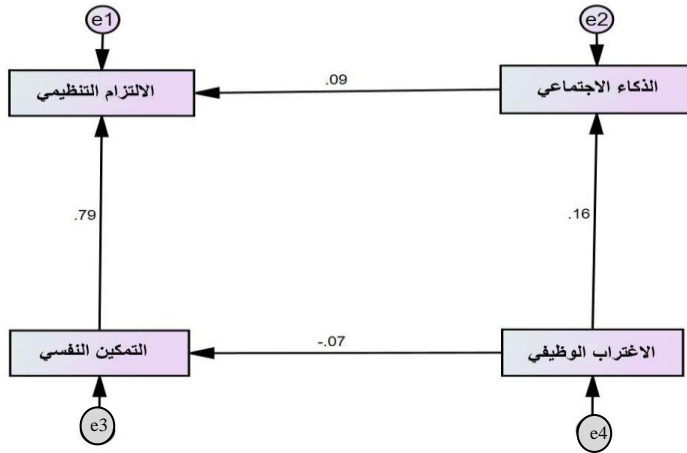 e1
e2
الالتزام التنظيمي
.09
الذكاء الاجتماعي
.79
.16
التمكين النفسي
-.07
الاغتراب الوظيفي
e3
e4